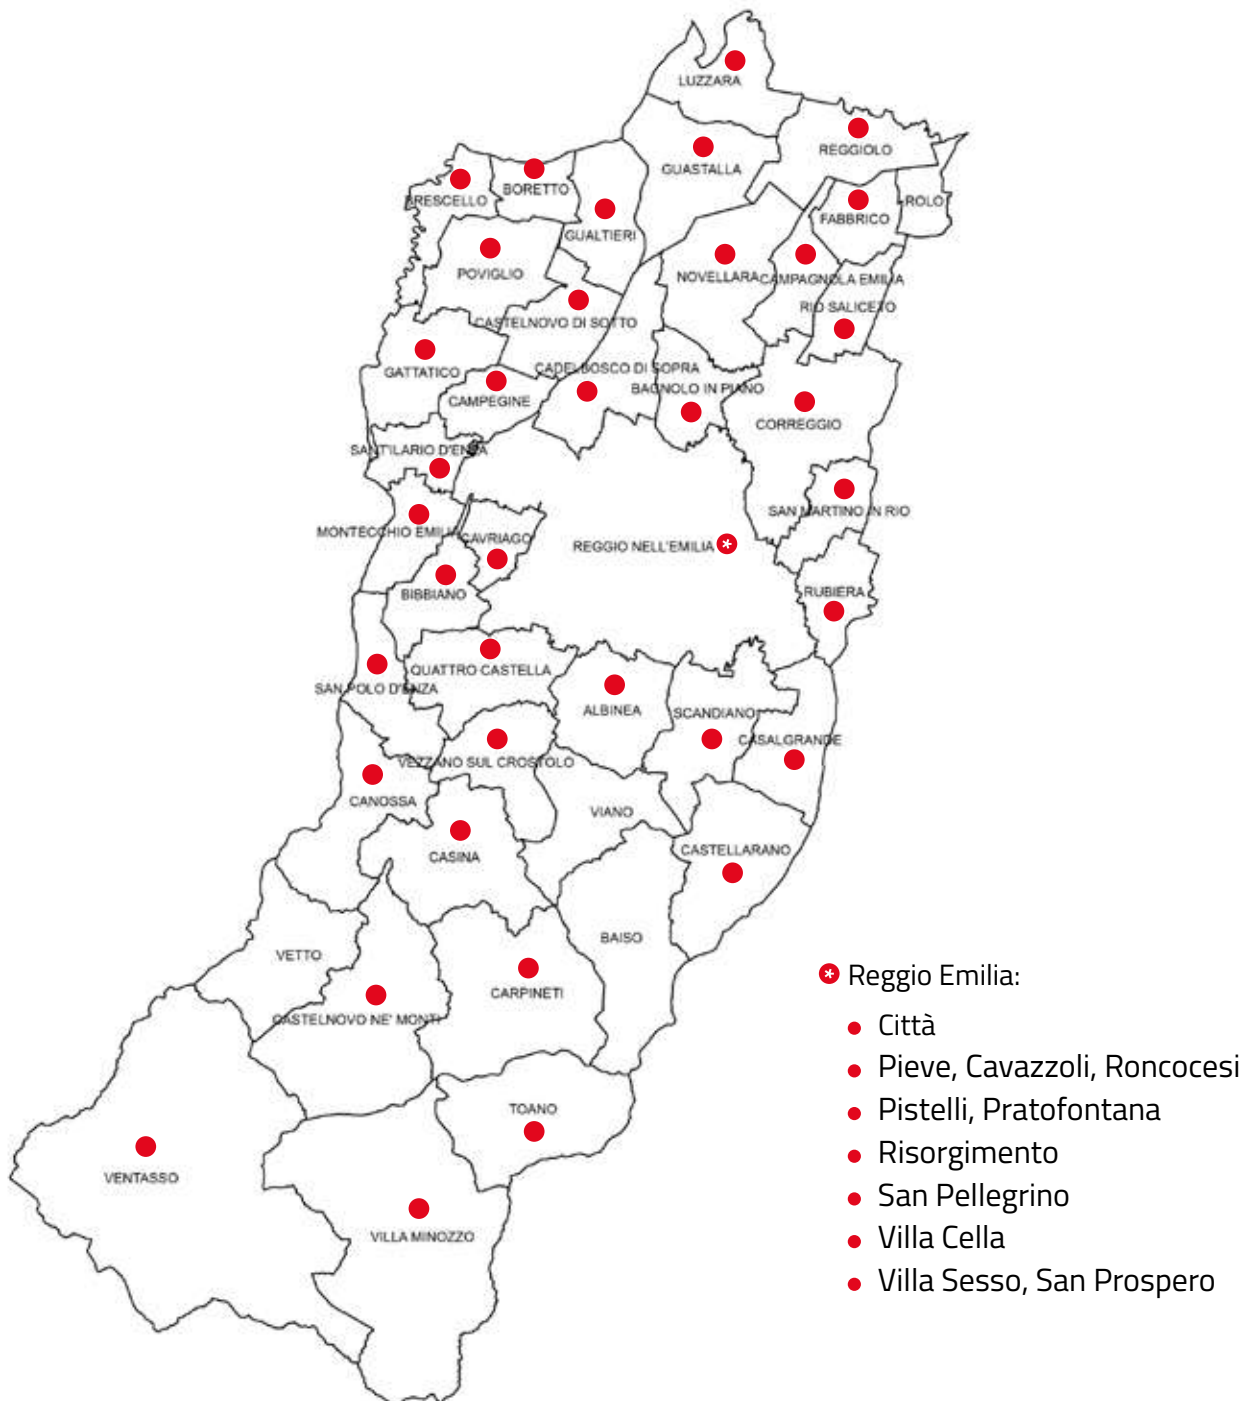 LUZZARA
REGGIOLO
GUASTALLA
BORETTO
BRESCELLO
ROLO
FABBRICO
GUALTIERI
POVIGLIO
NOVELLARA
CAMPAGNOLA EMILIA
RIO SALICETO
CASTELNOVO DI SOTTO
GATTATICO
CADELBOSCO DI SOPRA
BAGNOLO IN PIANO
CAMPEGINE
CORREGGIO
SANT'ILARIO D'ENZA
SAN MARTINO IN RIO
MONTECCHIO EMILIA
CAVRIAGO
REGGIO NELL'EMILIA
BIBBIANO
RUBIERA
QUATTRO CASTELLA
SAN POLO D'ENZA
ALBINEA
SCANDIANO
CASALGRANDE
VEZZANO SUL CROSTOLO
CANOSSA
VIANO
CASTELLARANO
CASINA
BAISO
VETTO
CARPINETI
CASTELNOVO NE' MONTI
TOANO
VENTASSO
VILLA MINOZZO
Reggio Emilia:
• Città
• Pieve, Cavazzoli, Roncocesi
• Pistelli, Pratofontana
• Risorgimento
• San Pellegrino
• Villa Cella
• Villa Sesso, San Prospero